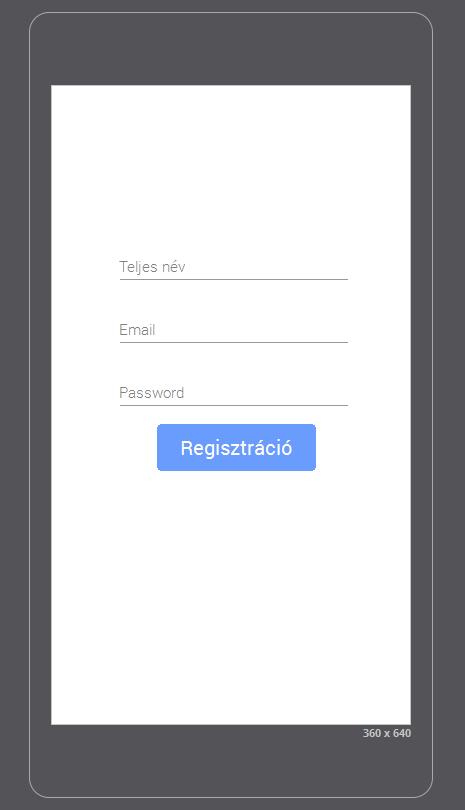 Teljes név
Email
Password
Regisztráció
360 x 640